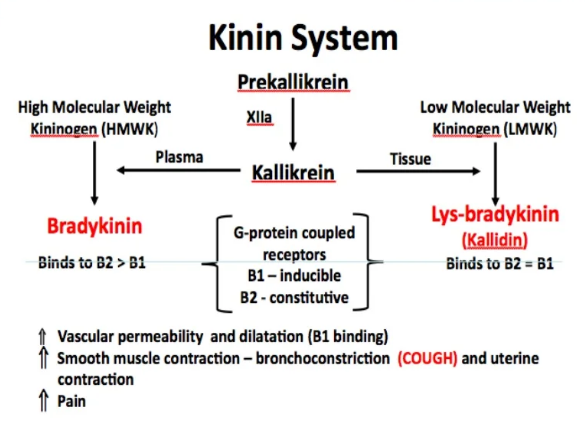 Kinin System
Prekallikrein
High Molecular Weight
Kininogen (HMWK)
XIIa
Low Molecular Weight
Kininogen (LMWK)
Plasma
Kallikrein
Tissue
Bradykinin
Binds to B2 > B1
G-protein coupled
receptors
B1 – inducible
B2 - constitutive
Lys-bradykinin
(Kallidin)
Binds to B2 = B1
⇑ Vascular permeability and dilatation (B1 binding)
⇑ Smooth muscle contraction – bronchoconstriction (COUGH) and uterine
contraction
⇑ Pain